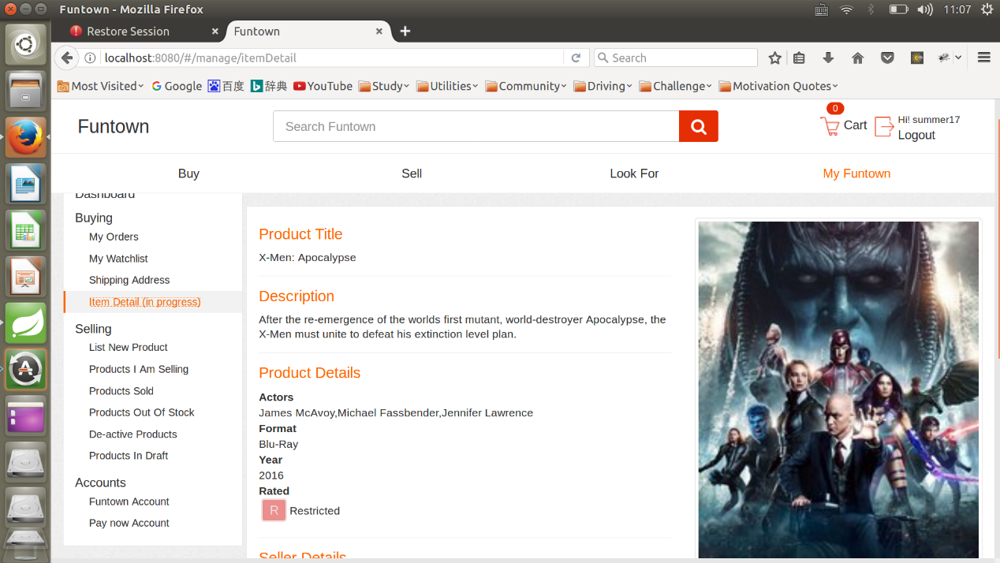 Funtown - Mozilla Firefox
11:07
Restore Session
Funtown
localhost:8080/#/manage/itemDetail
Search
Most Visited
Google
百度
辞典
YouTube
Study
Utilities
Community
Driving
Challenge
Motivation Quotes
Funtown
Search Funtown
0
Cart
Hi! summer17
Logout
Buy
Sell
Look For
My Funtown
Dashboard
Buying
My Orders
My Watchlist
Shipping Address
Item Detail (in progress)
Selling
List New Product
Products I Am Selling
Products Sold
Products Out Of Stock
De-active Products
Products In Draft
Accounts
Funtown Account
Pay now Account
Product Title
X-Men: Apocalypse
Description
After the re-emergence of the worlds first mutant, world-destroyer Apocalypse, the
X-Men must unite to defeat his extinction level plan.
Product Details
Actors
James McAvoy,Michael Fassbender,Jennifer Lawrence
Format
Blu-Ray
Year
2016
Rated
R Restricted
Seller Details